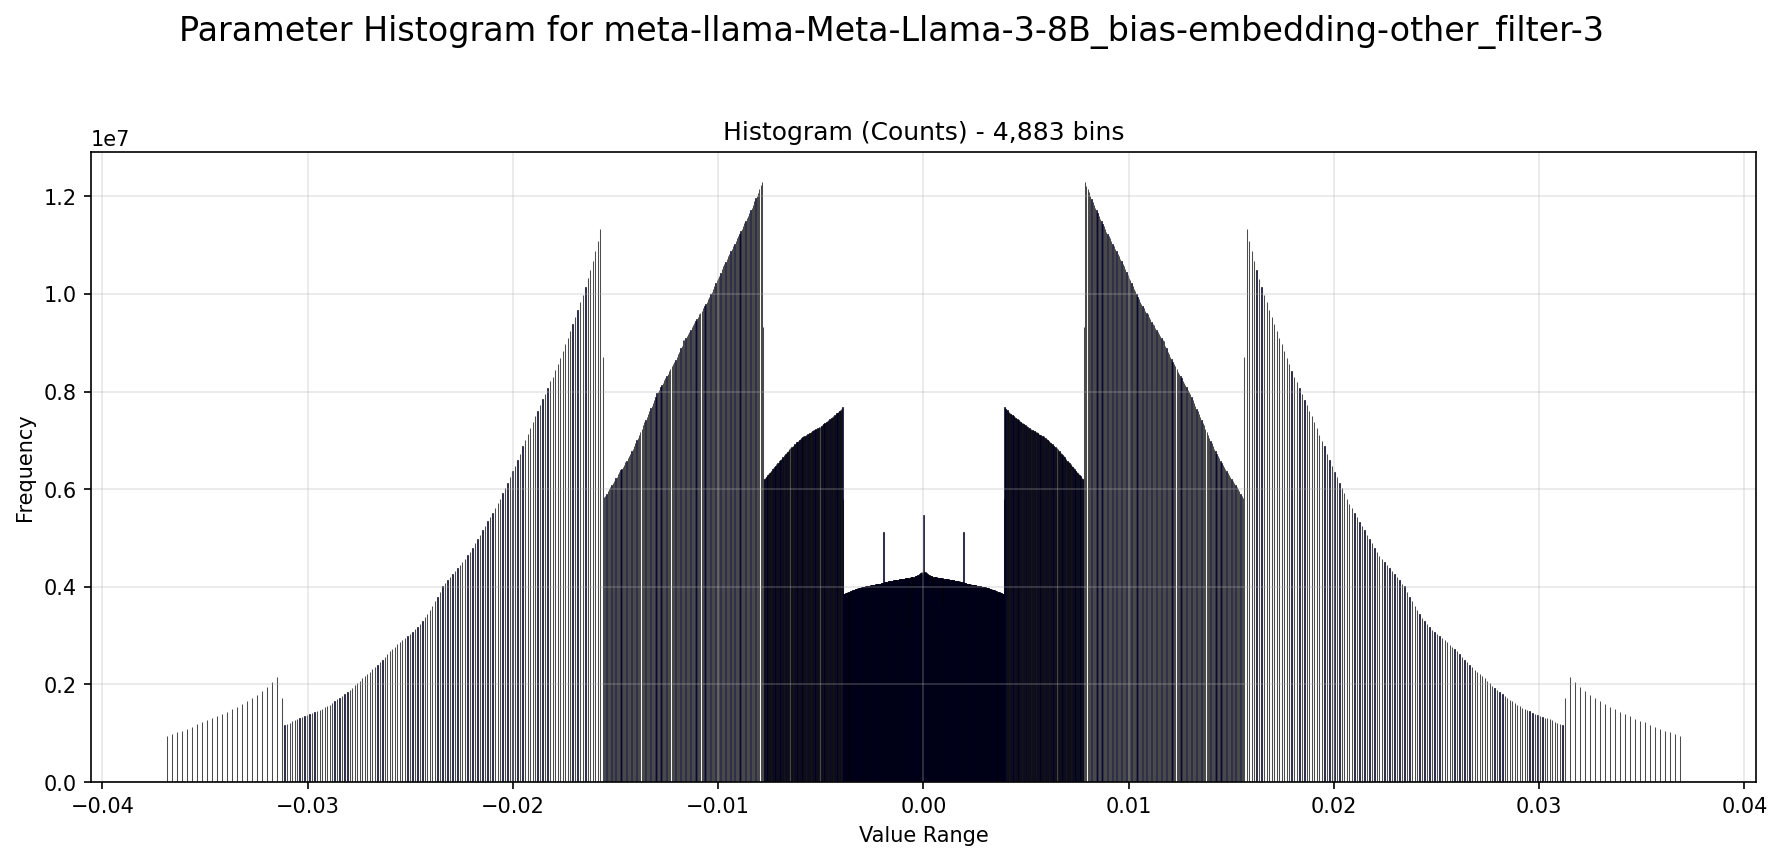 Parameter Histogram for meta-llama-Meta-Llama-3-8B_bias-embedding-other_filter-3
Histogram (Counts) - 4,883 bins
1e7
1.2
1.0
0.8
0.6
0.4
0.2
0.0
Frequency
−0.04 −0.03 −0.02 −0.01 0.00 0.01 0.02 0.03 0.04
Value Range